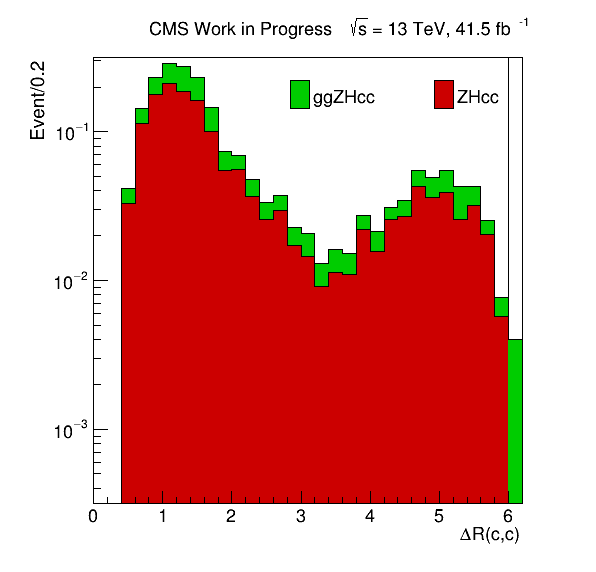 CMS Work in Progress √s = 13 TeV, 41.5 fb⁻¹
Event/0.2
ggZHcc
ZHcc
10⁻¹
10⁻²
10⁻³
0 1 2 3 4 5 6
ΔR(c,c)